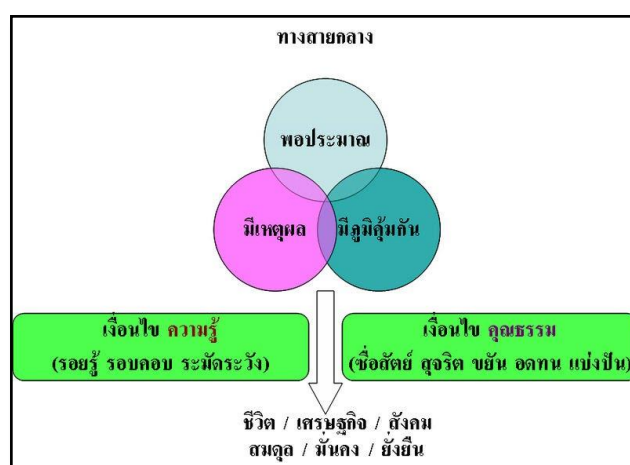 ทางสายกลาง
พอประมาณ
มีเหตุผล
มีภูมิคุ้มกัน
เงื่อนไข ความรู้
(รอยรู้ รอบคอบ ระมัดระวัง)
เงื่อนไข คุณธรรม
(ซื่อสัตย์ สุจริต ขยัน อดทน แบ่งปัน)
ชีวิต / เศรษฐกิจ / สังคม
สมดุล / มั่นคง / ยั่งยืน